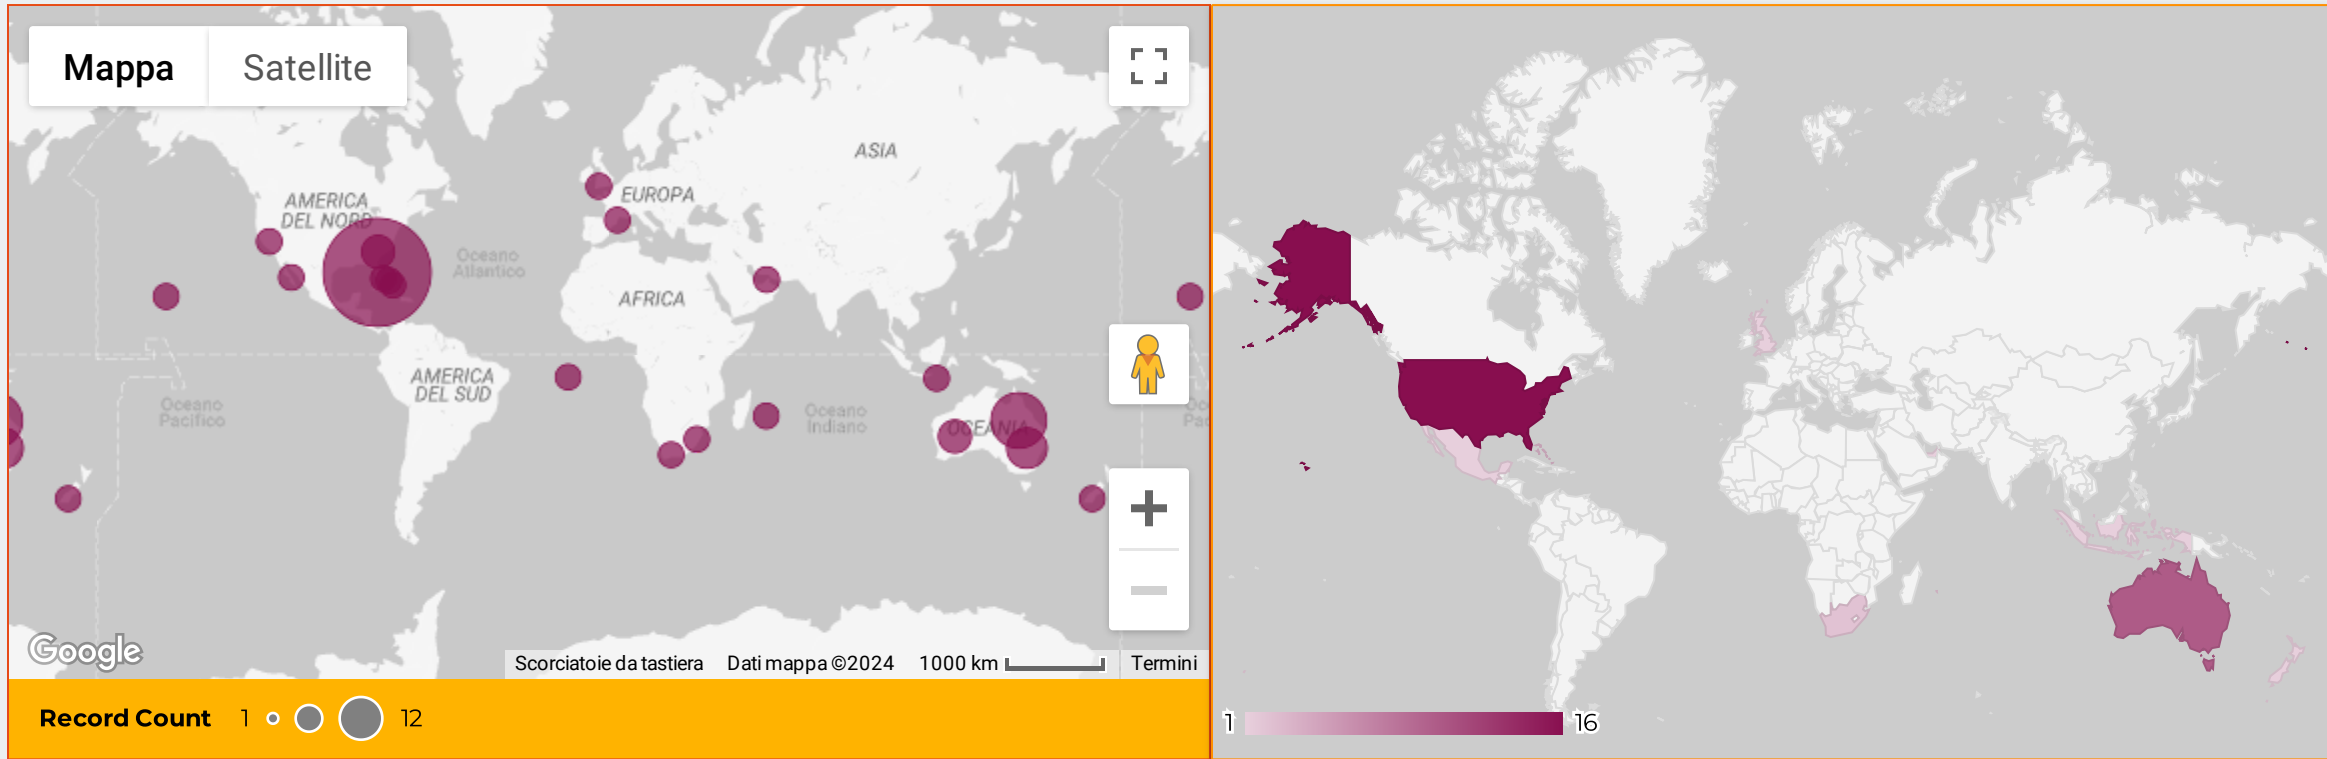 Mappa
Satellite
ASIA
EUROPA
AMERICA
DEL NORD
Oceano
Atlantico
AFRICA
AMERICA
DEL SUD
Oceano
Pacifico
Oceano
Indiano
OCEANIA
Google
Scorciatoie da tastiera
Dati mappa ©2024
1000 km
Termini
Record Count
1
12
1
16